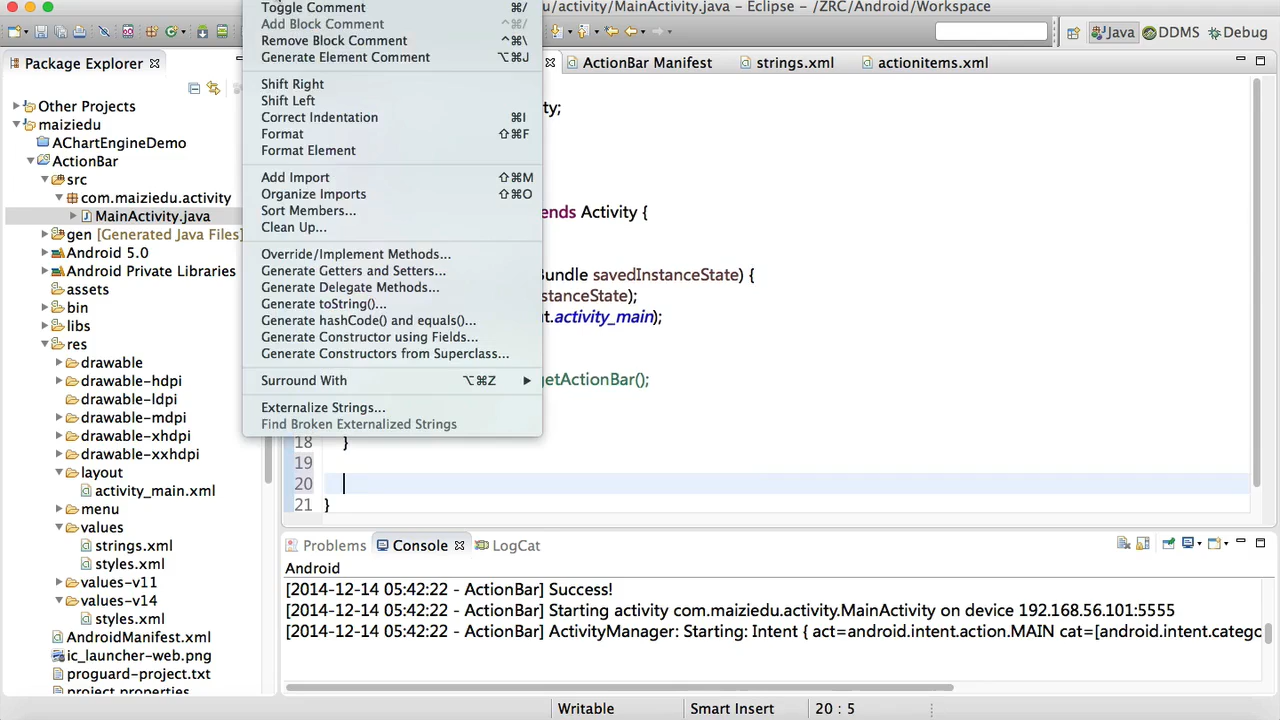 du/activity/MainActivity.java - Eclipse - /ZRC/Android/Workspace
Toggle Comment ⌘/
Add Block Comment ^⌘/
Remove Block Comment ^⌘\
Generate Element Comment ⌥⌘J
Shift Right
Shift Left
Correct Indentation ⌘I
Format ⇧⌘F
Format Element
Add Import ⇧⌘M
Organize Imports ⇧⌘O
Sort Members...
Clean Up...
Override/Implement Methods...
Generate Getters and Setters...
Generate Delegate Methods...
Generate toString()...
Generate hashCode() and equals()...
Generate Constructor using Fields...
Generate Constructors from Superclass...
Surround With ⌥⌘Z
Externalize Strings...
Find Broken Externalized Strings
Java DDMS Debug
Package Explorer
Other Projects
maiziedu
AChartEngineDemo
ActionBar
src
com.maiziedu.activity
MainActivity.java
gen [Generated Java Files]
Android 5.0
Android Private Libraries
assets
bin
libs
res
drawable
drawable-hdpi
drawable-ldpi
drawable-mdpi
drawable-xhdpi
drawable-xxhdpi
layout
activity_main.xml
menu
values
strings.xml
styles.xml
values-v11
values-v14
styles.xml
AndroidManifest.xml
ic_launcher-web.png
proguard-project.txt
project.properties
ActionBar Manifest strings.xml actionitems.xml
ty;
ends Activity {
Bundle savedInstanceState) {
stanceState);
t.activity_main);
getActionBar();
18 }
19
20
21 }
Problems Console LogCat
Android
[2014-12-14 05:42:22 - ActionBar] Success!
[2014-12-14 05:42:22 - ActionBar] Starting activity com.maiziedu.activity.MainActivity on device 192.168.56.101:5555
[2014-12-14 05:42:22 - ActionBar] ActivityManager: Starting: Intent { act=android.intent.action.MAIN cat=[android.intent.catego
Writable Smart Insert 20 : 5